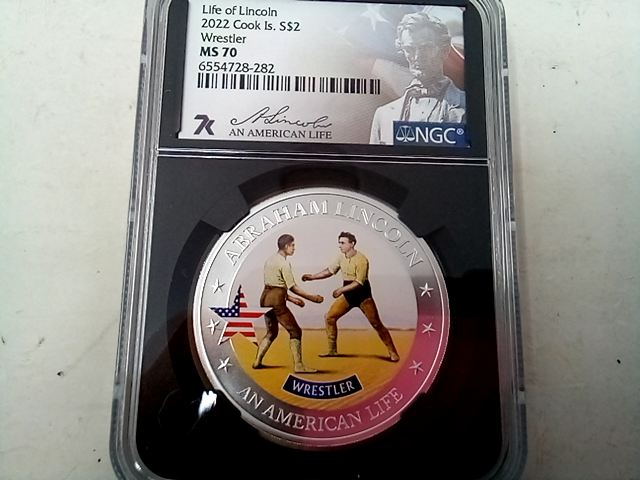 Life of Lincoln
2022 Cook Is. S$2
Wrestler
MS 70
6554728-282
7k
A Lincoln
AN AMERICAN LIFE
NGC®
ABRAHAM LINCOLN
WRESTLER
AN AMERICAN LIFE